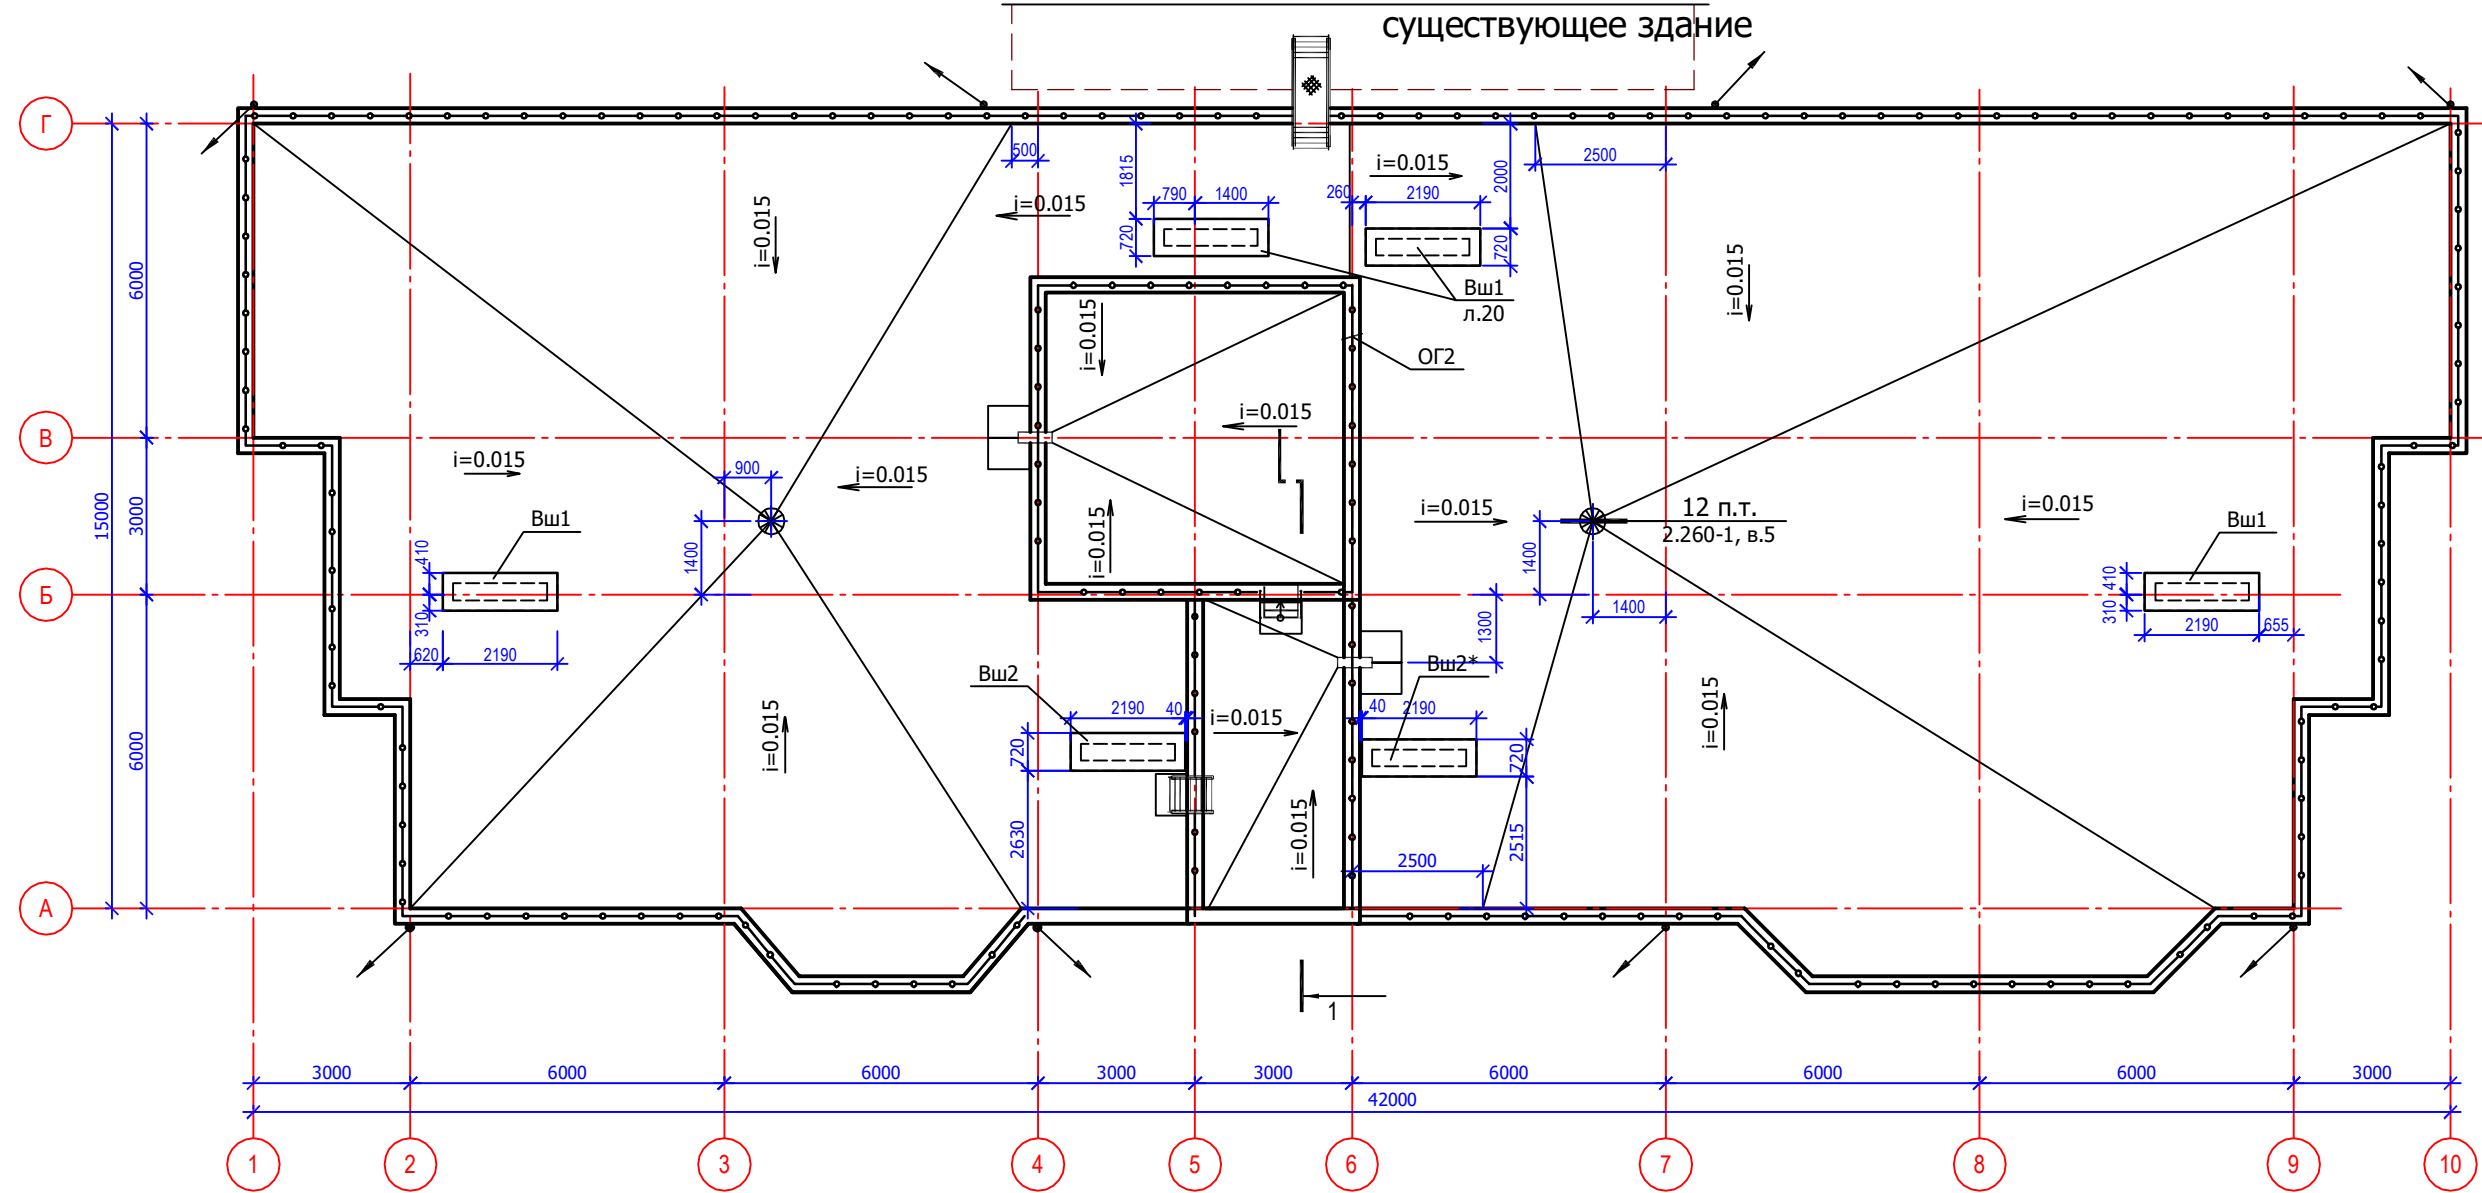 существующее здание
Г
500
1815
790
1400
i=0.015
260
2190
2000
2500
i=0.015
i=0.015
720
720
i=0.015
Вш1
л.20
6000
i=0.015
ОГ2
i=0.015
В
i=0.015
900
i=0.015
15000
3000
Вш1
1400
i=0.015
i=0.015
12 п.т.
2.260-1, в.5
i=0.015
Вш1
410
1400
410
Б
310
1400
310
620
2190
1300
2190
655
Вш2
Вш2*
6000
i=0.015
2190
40
i=0.015
40
2190
i=0.015
720
720
2630
i=0.015
2500
2515
А
1
3000
6000
6000
3000
3000
6000
6000
6000
3000
42000
1
2
3
4
5
6
7
8
9
10